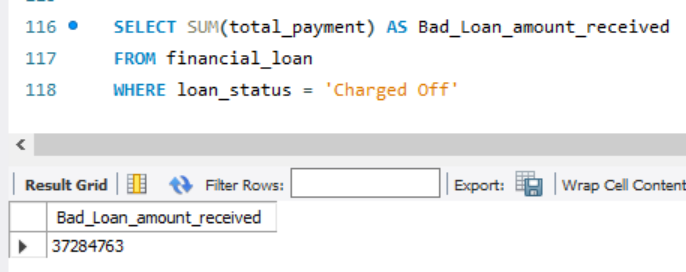 116 SELECT SUM(total_payment) AS Bad_Loan_amount_received
117 FROM financial_loan
118 WHERE loan_status = 'Charged Off'
Result Grid Filter Rows: Export: Wrap Cell Content
Bad_Loan_amount_received
37284763